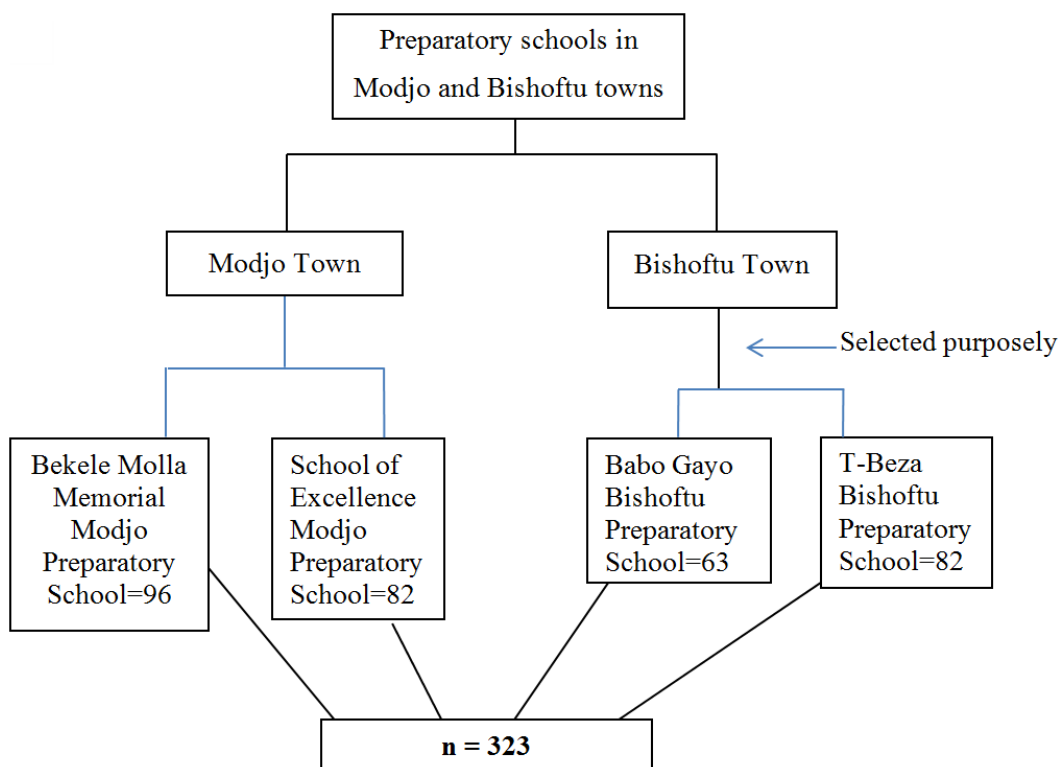 Preparatory schools in
Modjo and Bishoftu towns
Modjo Town
Bishoftu Town
Selected purposely
Bekele Molla
Memorial
Modjo
Preparatory
School=96
School of
Excellence
Modjo
Preparatory
School=82
Babo Gayo
Bishoftu
Preparatory
School=63
T-Beza
Bishoftu
Preparatory
School=82
n = 323